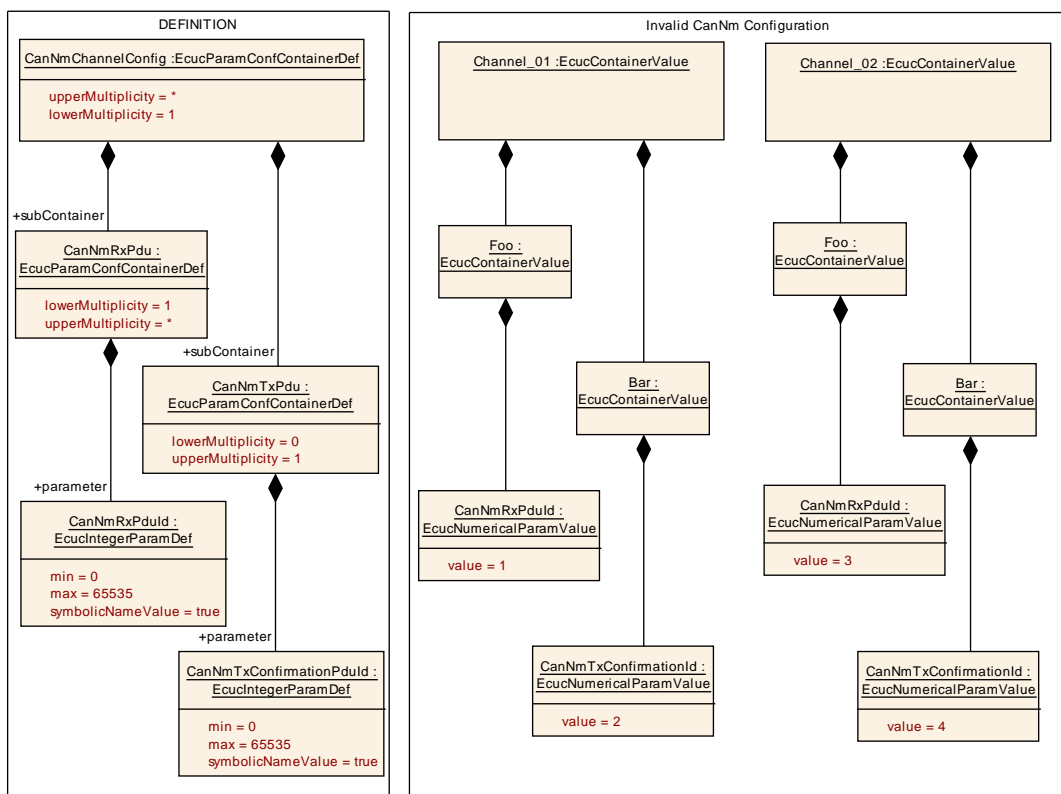 DEFINITION
CanNmChannelConfig :EcucParamConfContainerDef
upperMultiplicity = *
lowerMultiplicity = 1
+subContainer
CanNmRxPdu :
EcucParamConfContainerDef
lowerMultiplicity = 1
upperMultiplicity = *
+subContainer
CanNmTxPdu :
EcucParamConfContainerDef
lowerMultiplicity = 0
upperMultiplicity = 1
+parameter
CanNmRxPduId :
EcucIntegerParamDef
min = 0
max = 65535
symbolicNameValue = true
+parameter
CanNmTxConfirmationPduId :
EcucIntegerParamDef
min = 0
max = 65535
symbolicNameValue = true
Invalid CanNm Configuration
Channel_01 :EcucContainerValue
Foo :
EcucContainerValue
Bar :
EcucContainerValue
CanNmRxPduId :
EcucNumericalParamValue
value = 1
CanNmTxConfirmationId :
EcucNumericalParamValue
value = 2
Channel_02 :EcucContainerValue
Foo :
EcucContainerValue
Bar :
EcucContainerValue
CanNmRxPduId :
EcucNumericalParamValue
value = 3
CanNmTxConfirmationId :
EcucNumericalParamValue
value = 4